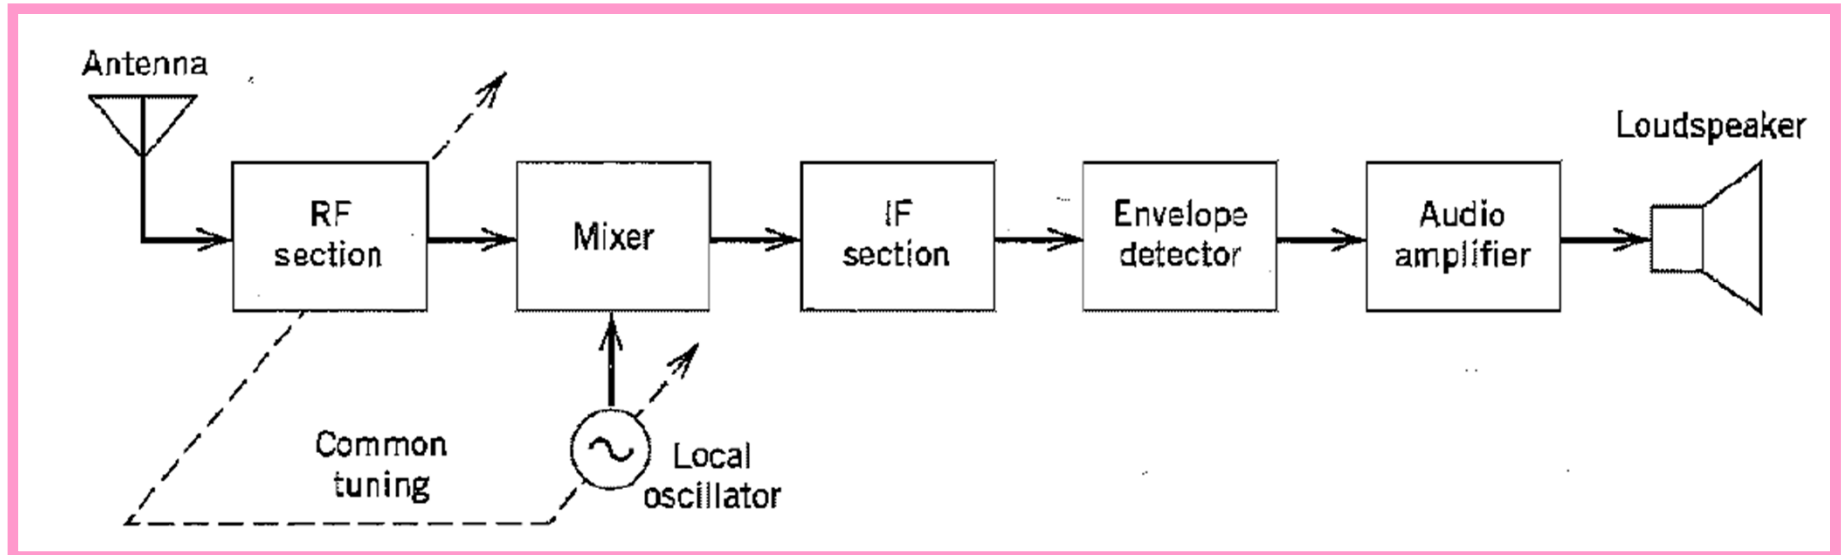 Antenna
Loudspeaker
RF
section
Mixer
IF
section
Envelope
detector
Audio
amplifier
Common
tuning
Local
oscillator